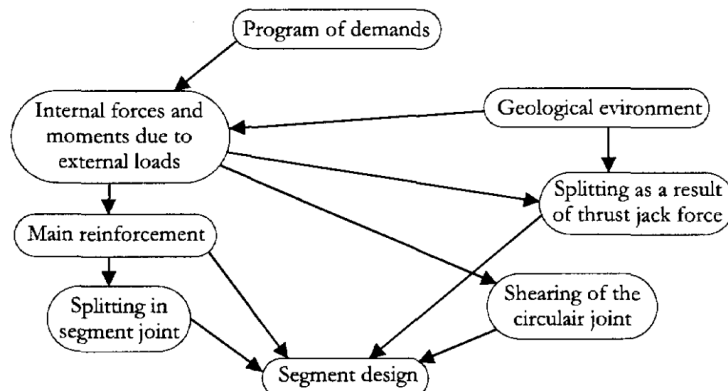 Program of demands
Internal forces and
moments due to
external loads
Geological evironment
Splitting as a result
of thrust jack force
Main reinforcement
Splitting in
segment joint
Shearing of the
circulair joint
Segment design